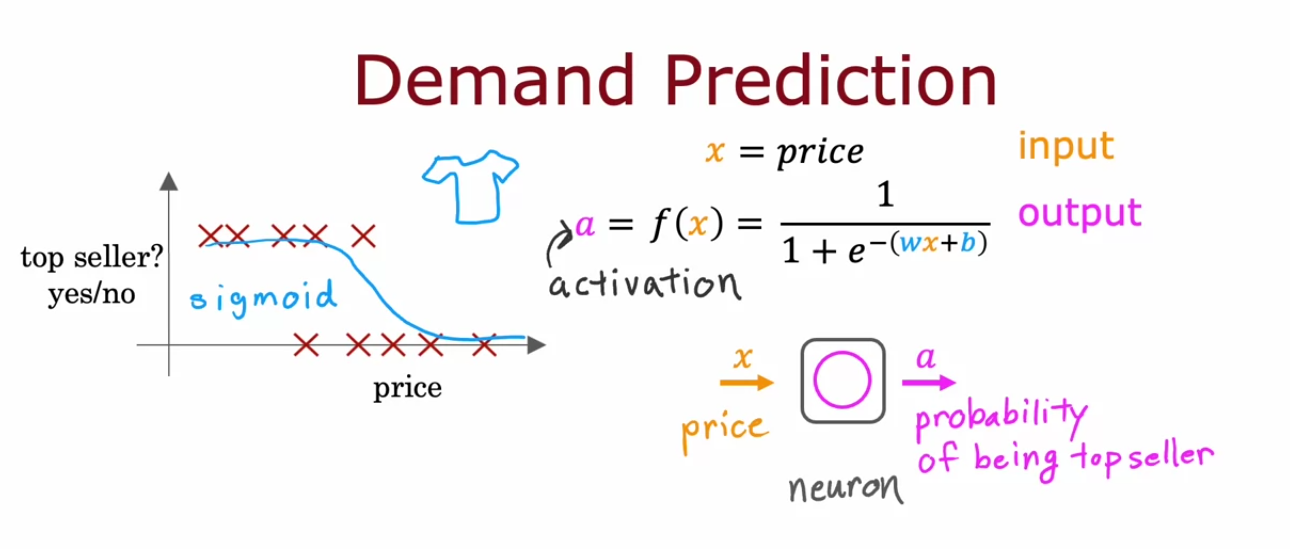 Demand Prediction
x = price
input
a = f(x) = 1 / (1 + e^{-(wx+b)})
output
activation
top seller?
yes/no
sigmoid
price
x
price
neuron
a
probability
of being top seller